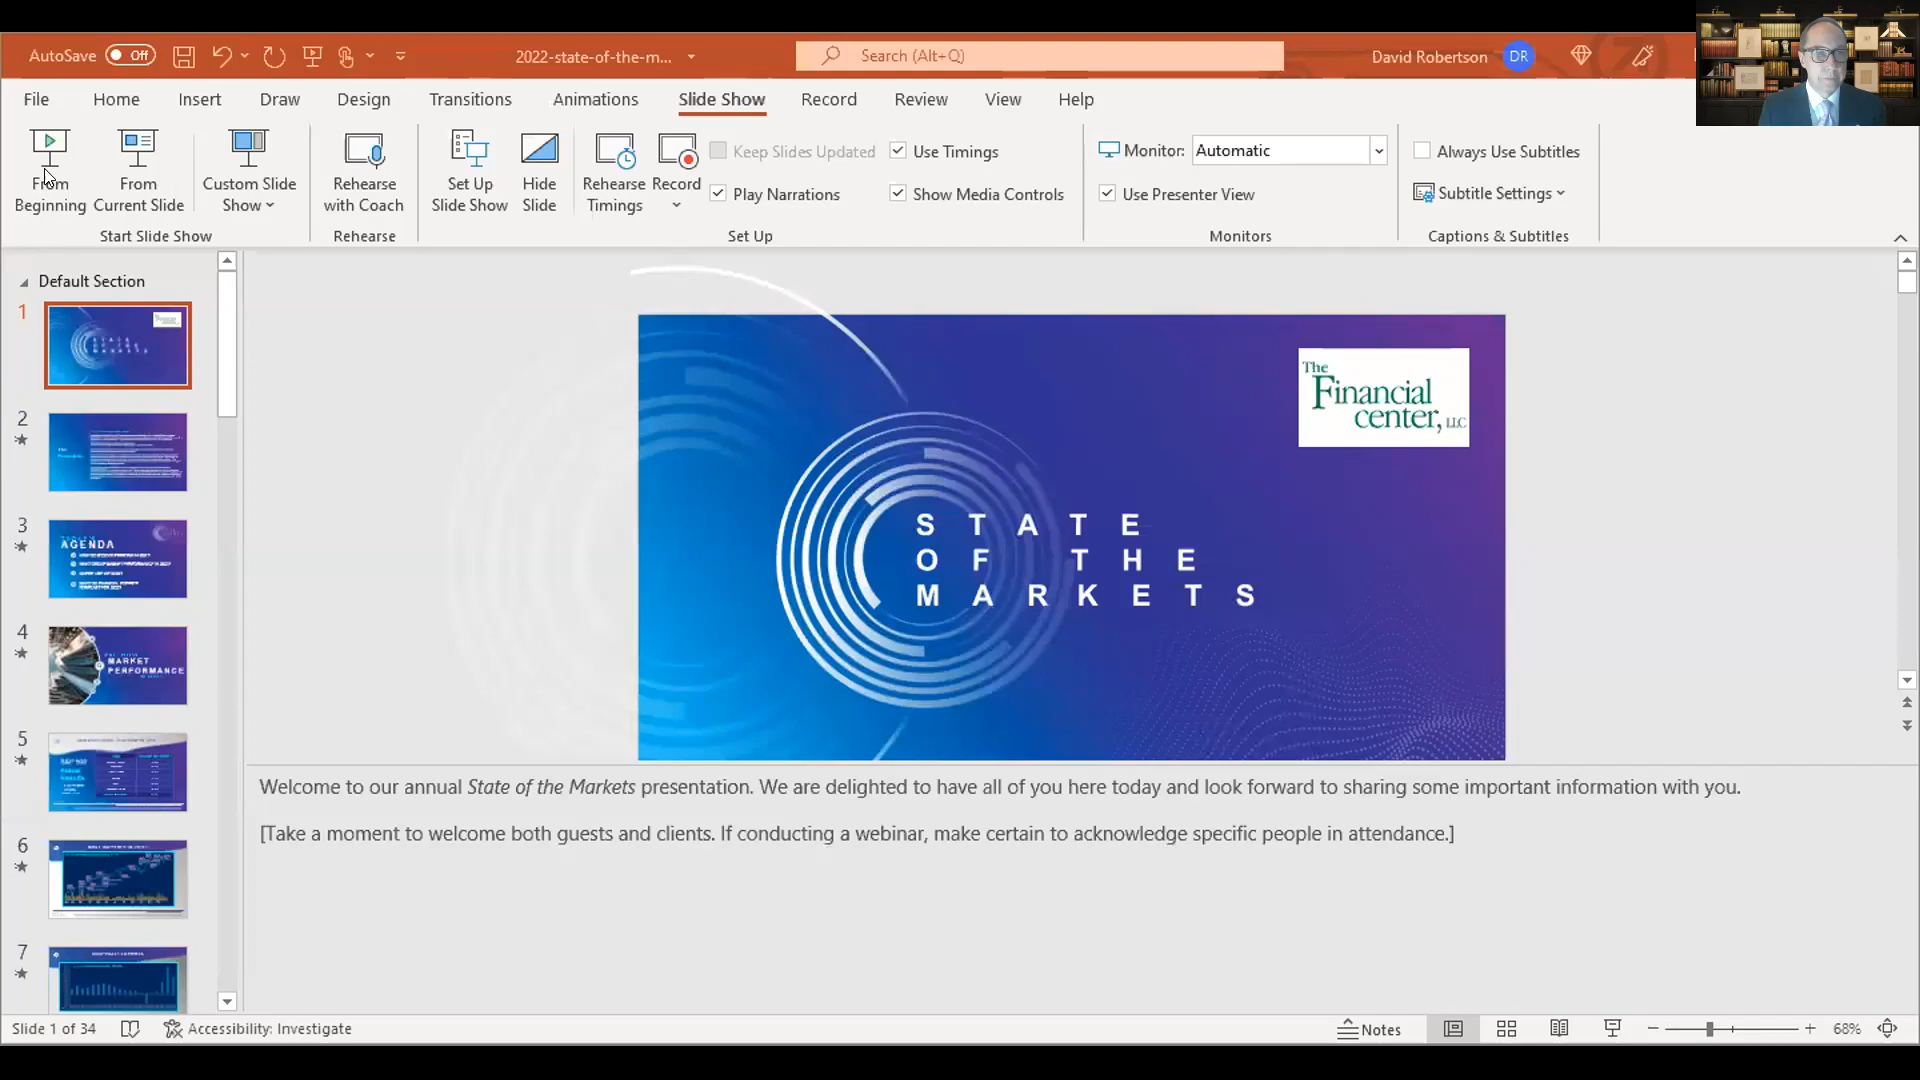 AutoSave Off 2022-state-of-the-m... Search (Alt+Q) David Robertson DR
File Home Insert Draw Design Transitions Animations Slide Show Record Review View Help
From Beginning
From Current Slide
Custom Slide Show
Start Slide Show
Rehearse with Coach
Rehearse
Set Up Slide Show
Hide Slide
Rehearse Timings
Record
Keep Slides Updated
Play Narrations
Use Timings
Show Media Controls
Set Up
Monitor: Automatic
Use Presenter View
Monitors
Always Use Subtitles
Subtitle Settings
Captions & Subtitles
Default Section
1
2
3
AGENDA
4
MARKET
PERFORMANCE
5
6
7
The
Financial
center, LLC
STATE
OF THE
MARKETS
Welcome to our annual State of the Markets presentation. We are delighted to have all of you here today and look forward to sharing some important information with you.
[Take a moment to welcome both guests and clients. If conducting a webinar, make certain to acknowledge specific people in attendance.]
Slide 1 of 34 Accessibility: Investigate Notes 68%